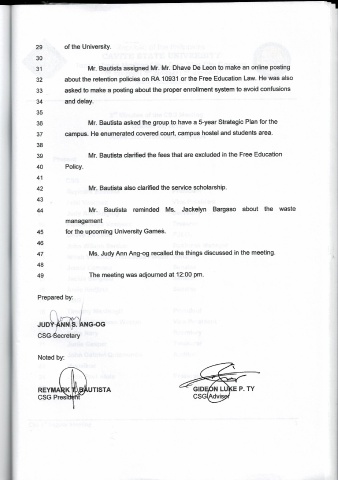 29 of the University.
30
31 Mr. Bautista assigned Mr. Mr. Dhave De Leon to make an online posting
32 about the retention policies on RA 10931 or the Free Education Law. He was also
33 asked to make a posting about the proper enrollment system to avoid confusions
34 and delay.
35
36 Mr. Bautista asked the group to have a 5-year Strategic Plan for the
37 campus. He enumerated covered court, campus hostel and students area.
38
39 Mr. Bautista clarified the fees that are excluded in the Free Education
40 Policy.
41
42 Mr. Bautista also clarified the service scholarship.
43
44 Mr. Bautista reminded Ms. Jackelyn Bargaso about the waste
management
45 for the upcoming University Games.
46
47 Ms. Judy Ann Ang-og recalled the things discussed in the meeting.
48
49 The meeting was adjourned at 12:00 pm.
Prepared by:
JUDY ANN S. ANG-OG
CSG Secretary
Noted by:
REYMARK T. BAUTISTA GIDEON LUKE P. TY
CSG President CSG Adviser